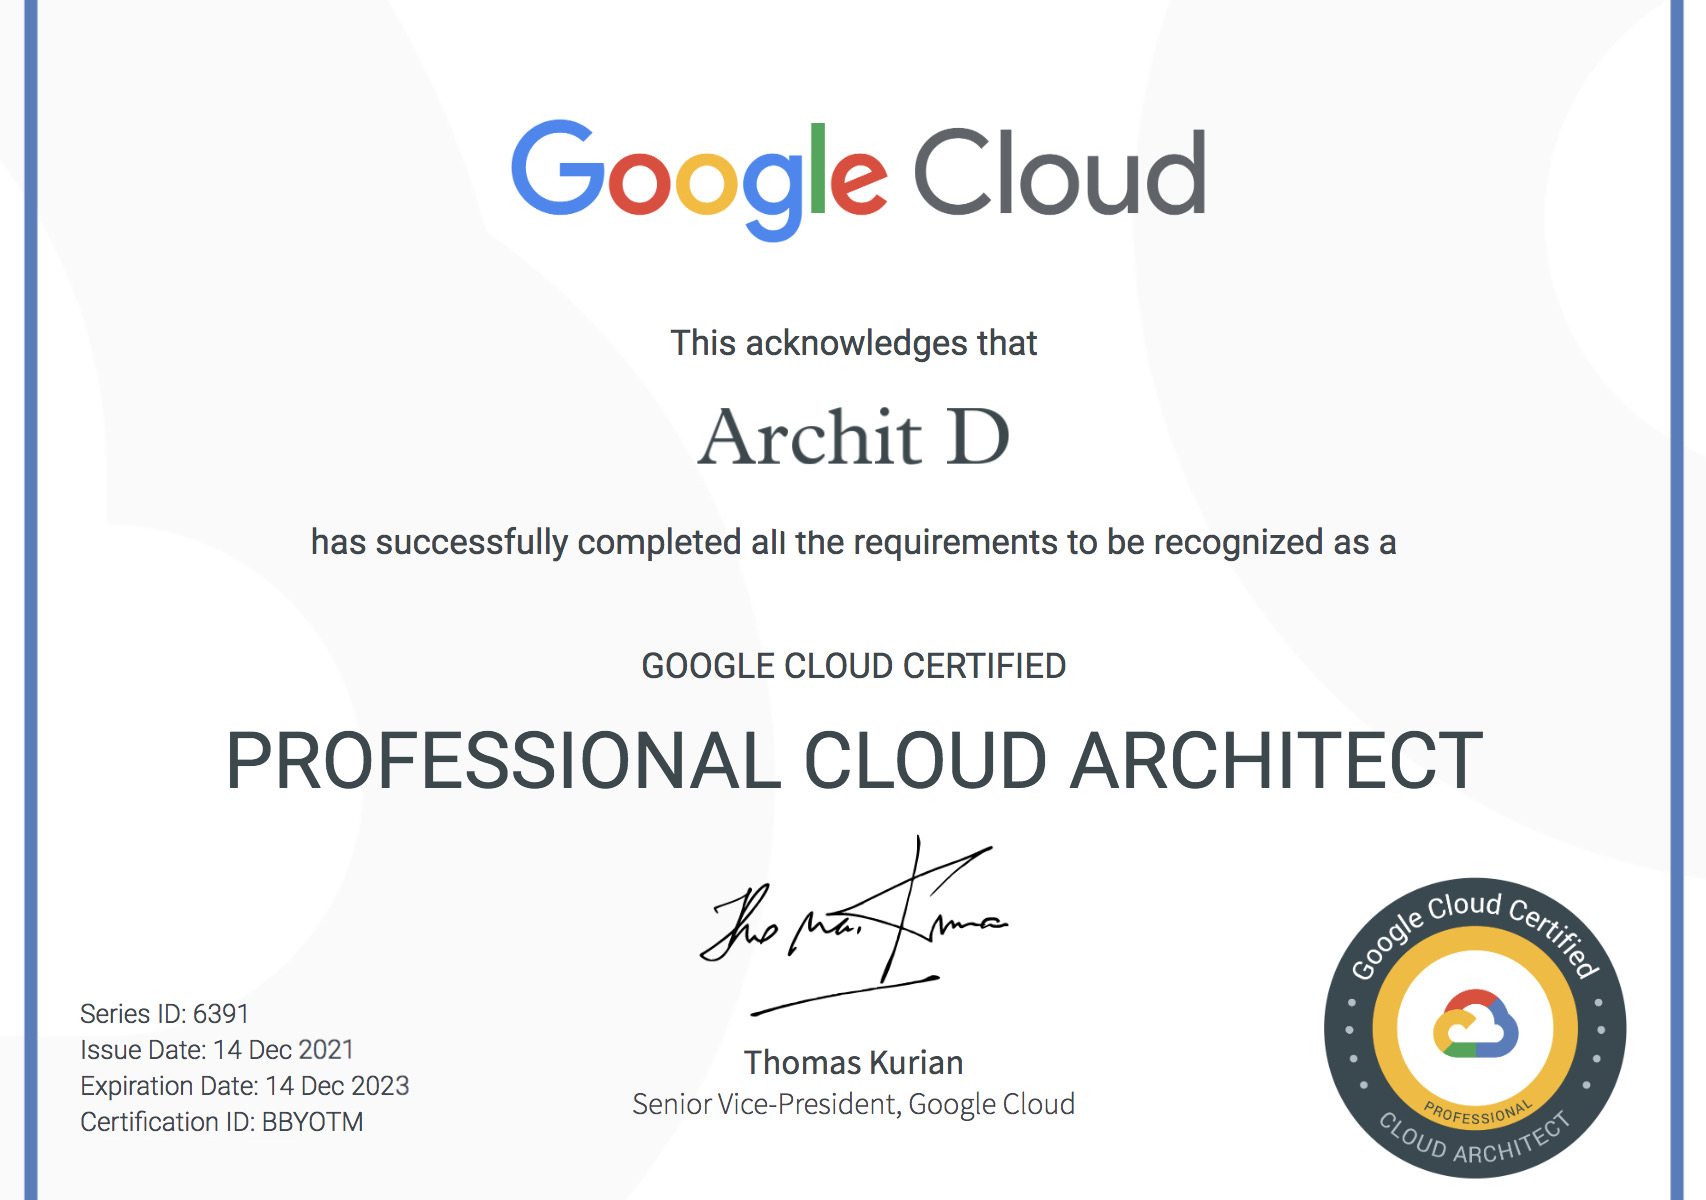 Google Cloud
This acknowledges that
Archit D
has successfully completed all the requirements to be recognized as a
GOOGLE CLOUD CERTIFIED
PROFESSIONAL CLOUD ARCHITECT
Thomas Kurian
Thomas Kurian
Senior Vice-President, Google Cloud
Series ID: 6391
Issue Date: 14 Dec 2021
Expiration Date: 14 Dec 2023
Certification ID: BBYOTM
Google Cloud Certified
PROFESSIONAL
CLOUD ARCHITECT